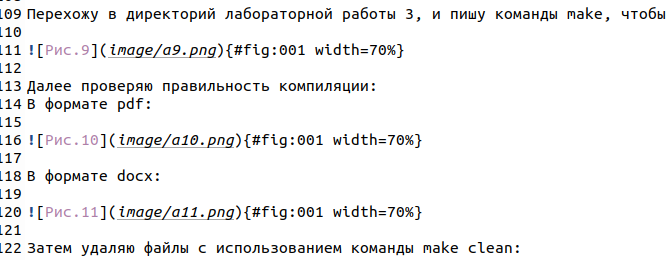 109 Перехожу в директорий лабораторной работы 3, и пишу команды make, чтобы
110
111 ![Рис.9](image/a9.png){#fig:001 width=70%}
112
113 Далее проверяю правильность компиляции:
114 В формате pdf:
115
116 ![Рис.10](image/a10.png){#fig:001 width=70%}
117
118 В формате docx:
119
120 ![Рис.11](image/a11.png){#fig:001 width=70%}
121
122 Затем удаляю файлы с использованием команды make clean: